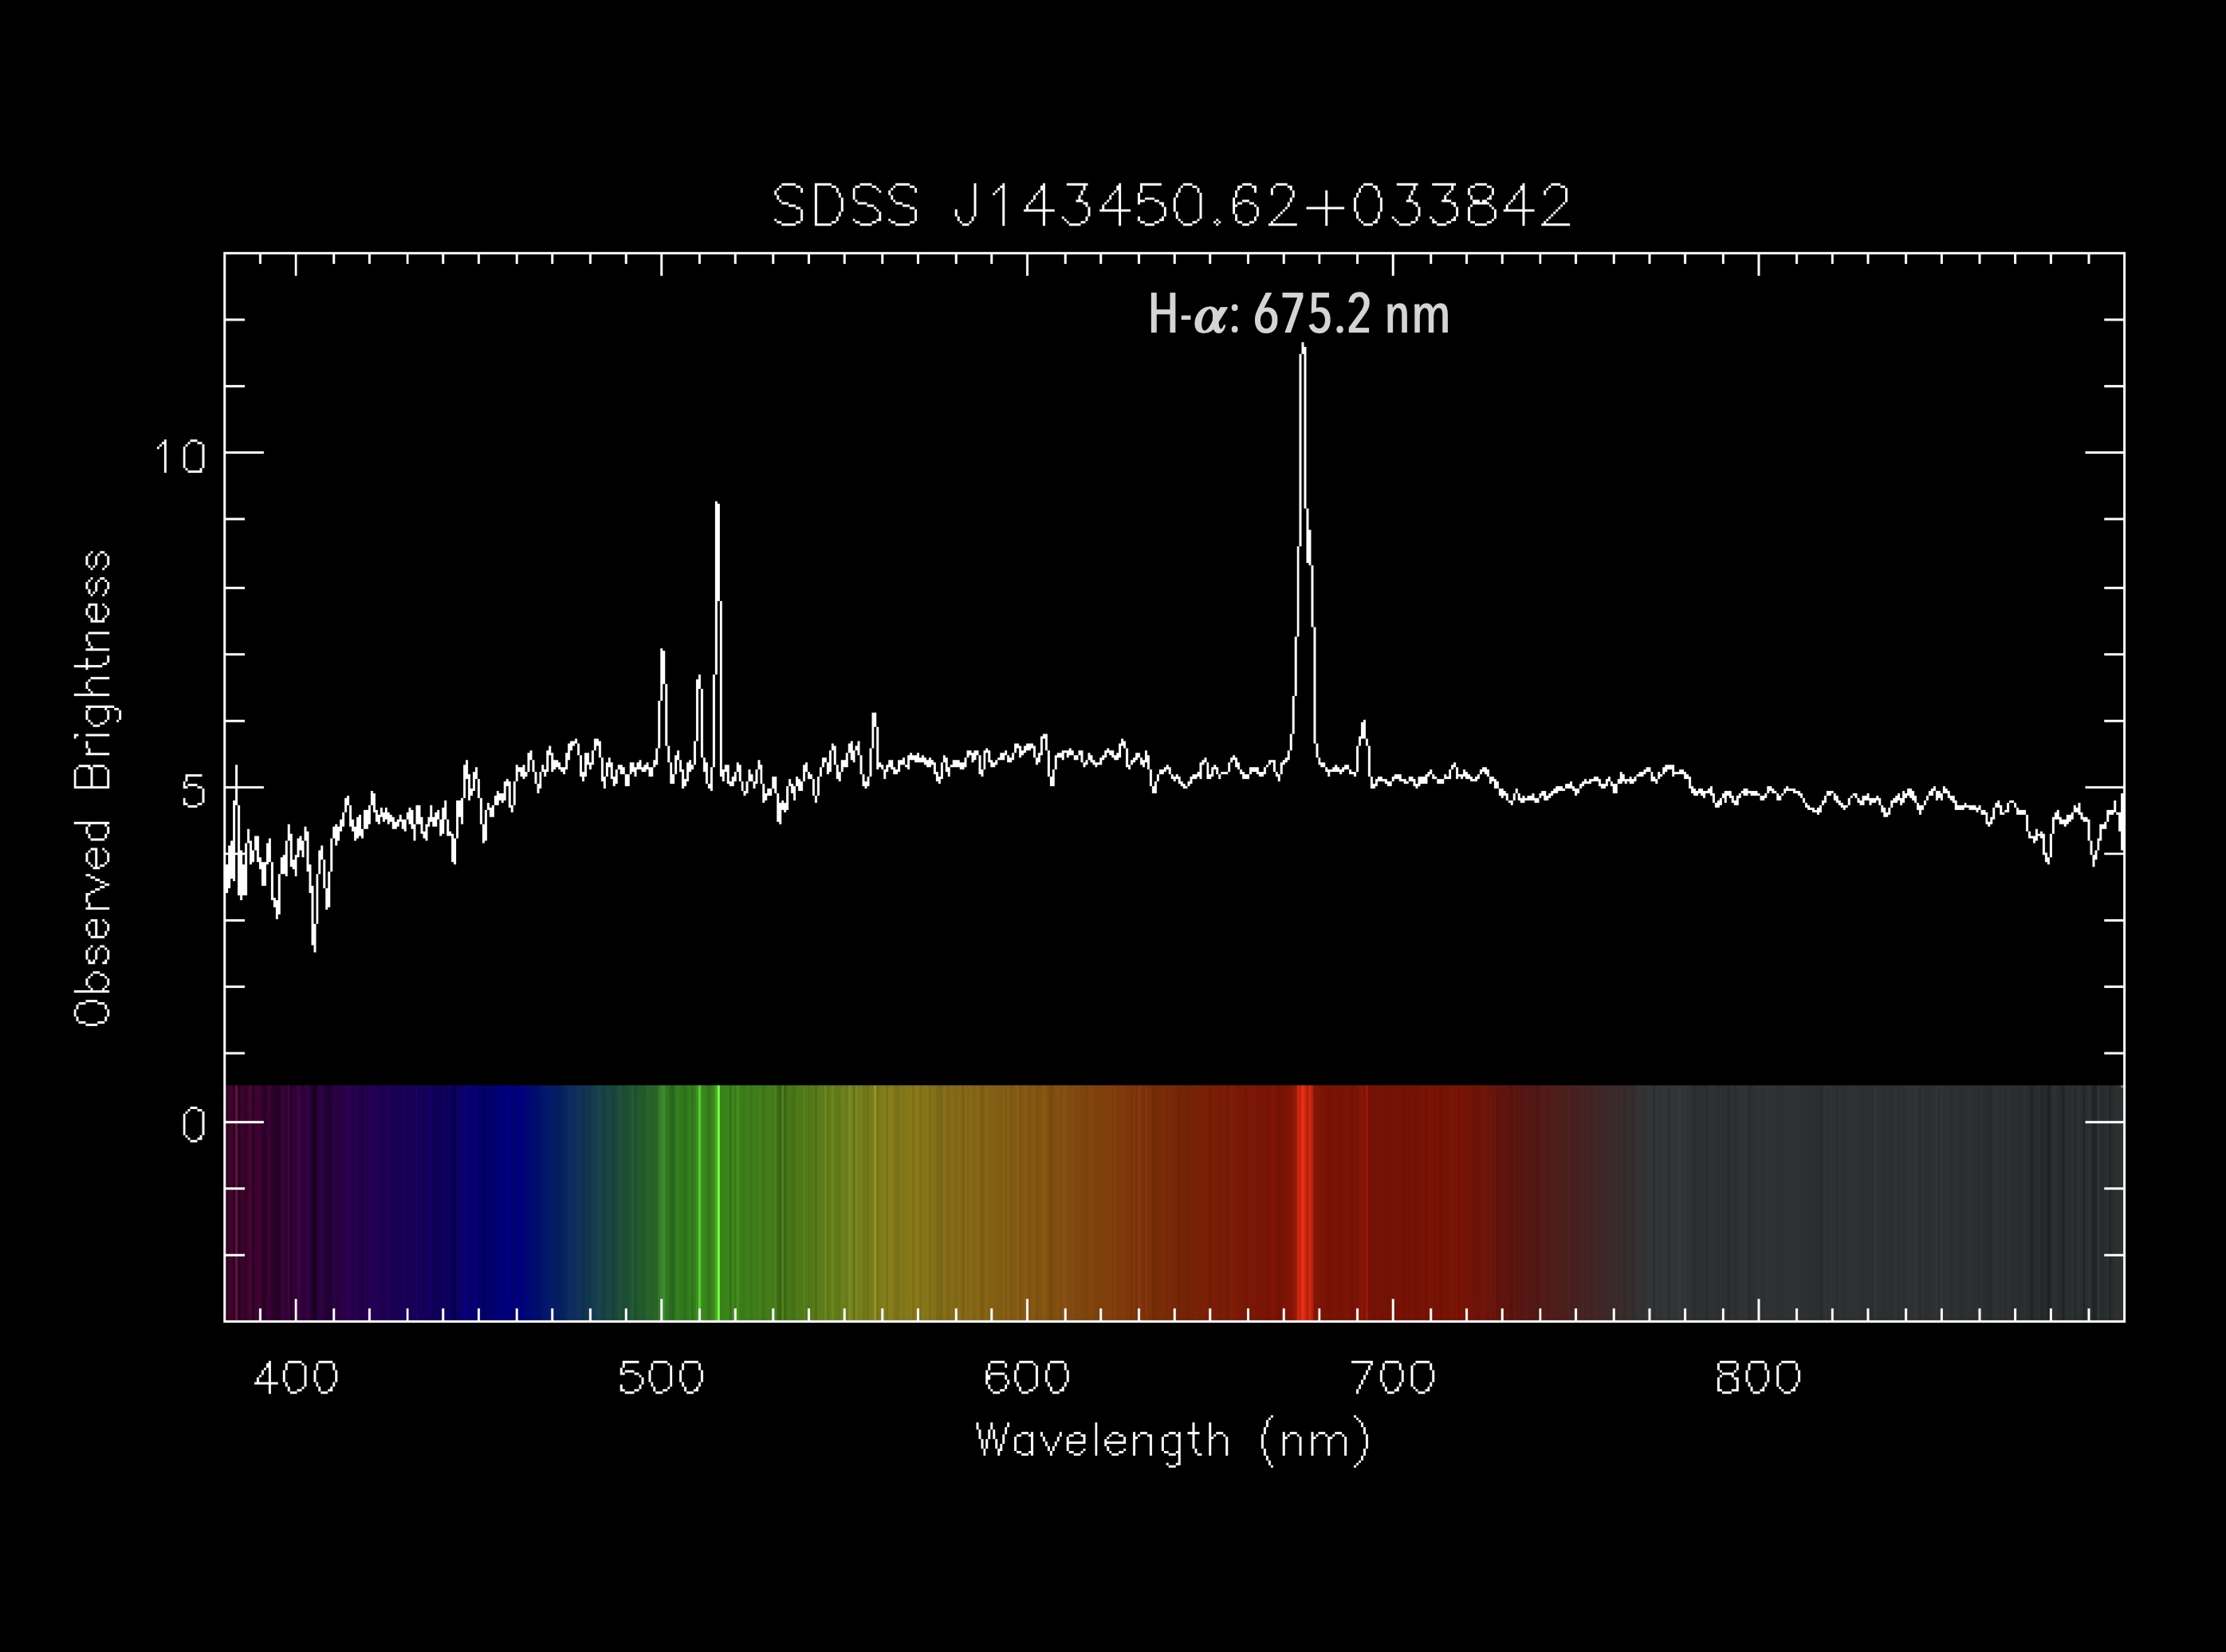 SDSS J143450.62+033842
H-α: 675.2 nm
10
5
0
Observed Brightness
400 500 600 700 800
Wavelength (nm)